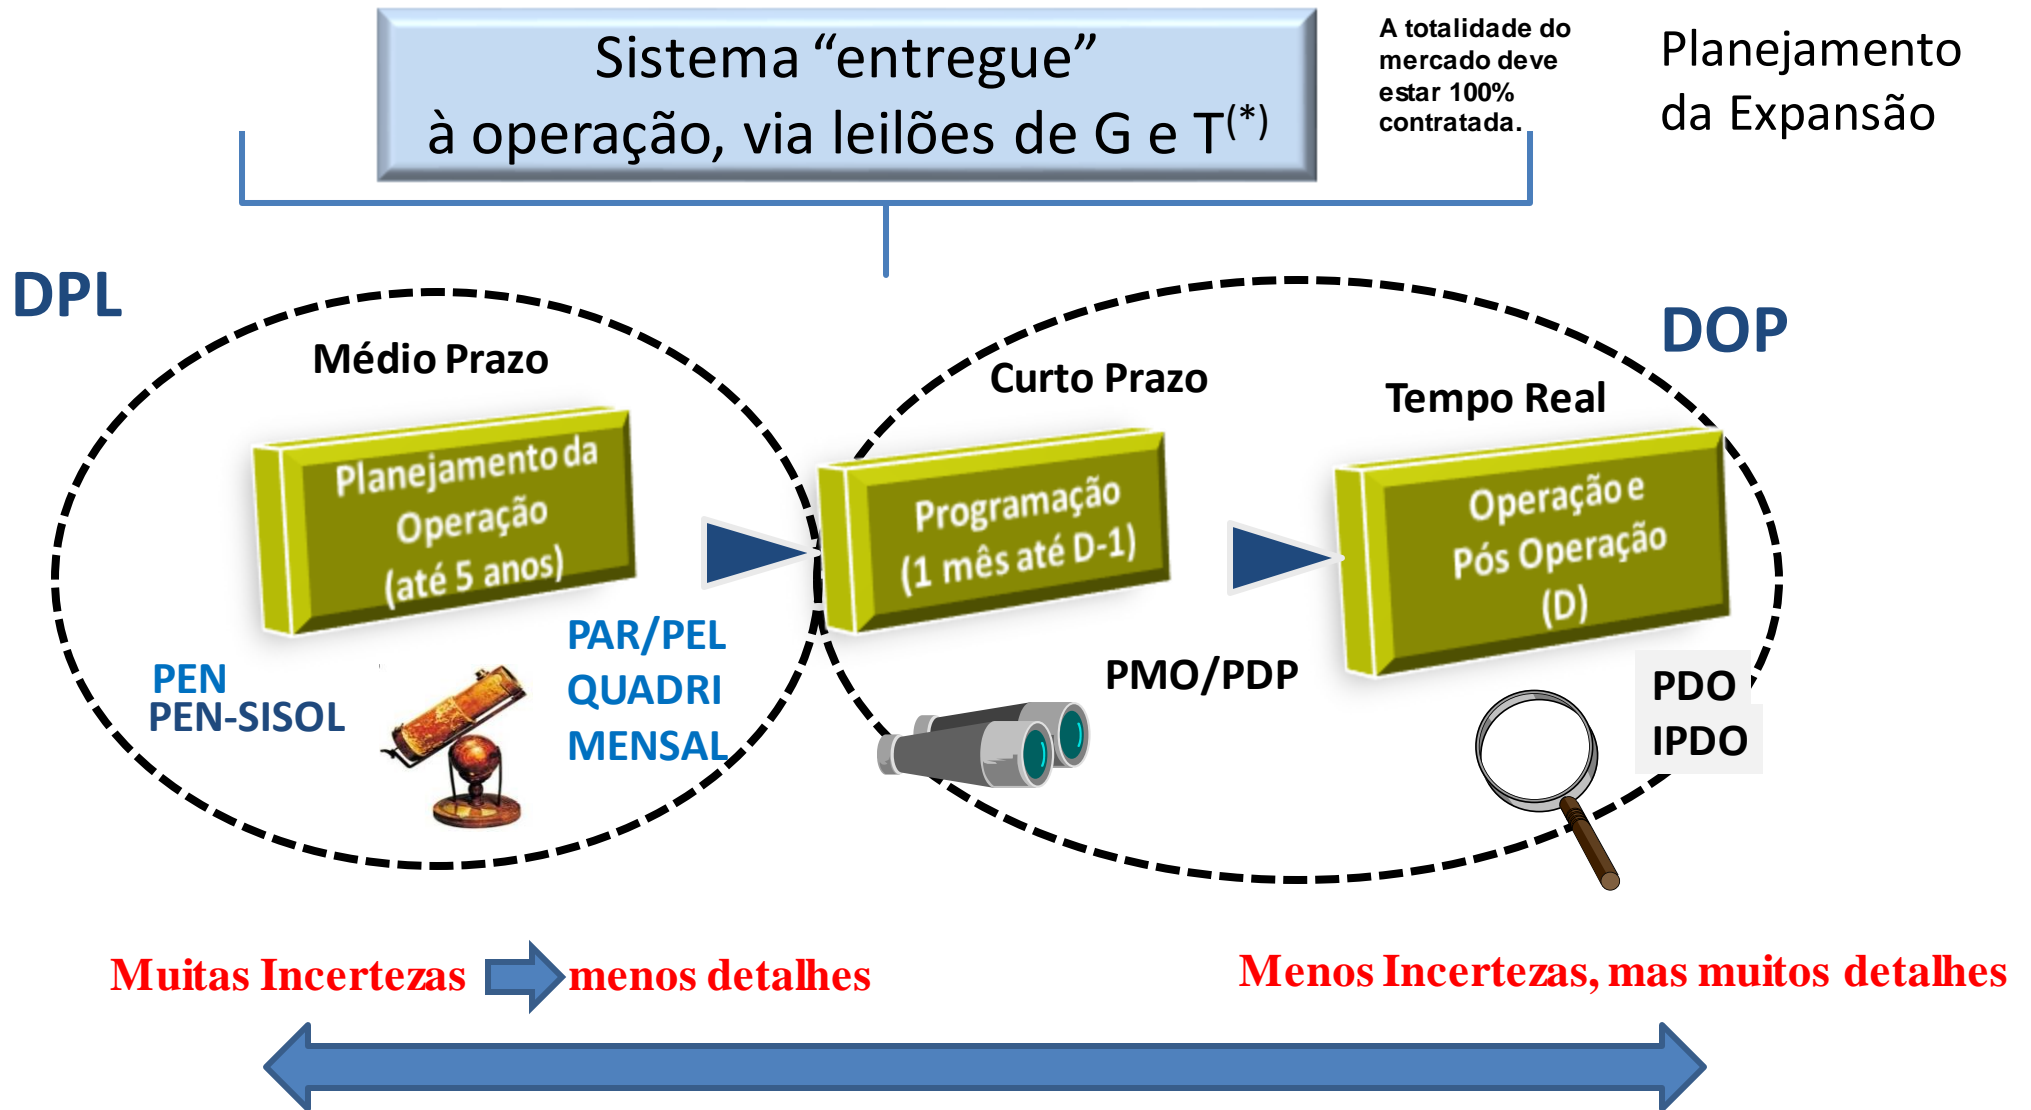 Sistema “entregue”
à operação, via leilões de G e T(*)
A totalidade do
mercado deve
estar 100%
contratada.
Planejamento
da Expansão
DPL
DOP
Médio Prazo
Curto Prazo
Tempo Real
Planejamento da
Operação
(até 5 anos)
Programação
(1 mês até D-1)
Operação e
Pós Operação
(D)
PEN
PEN-SISOL
PAR/PEL
QUADRI
MENSAL
PMO/PDP
PDO
IPDO
Muitas Incertezas menos detalhes
Menos Incertezas, mas muitos detalhes